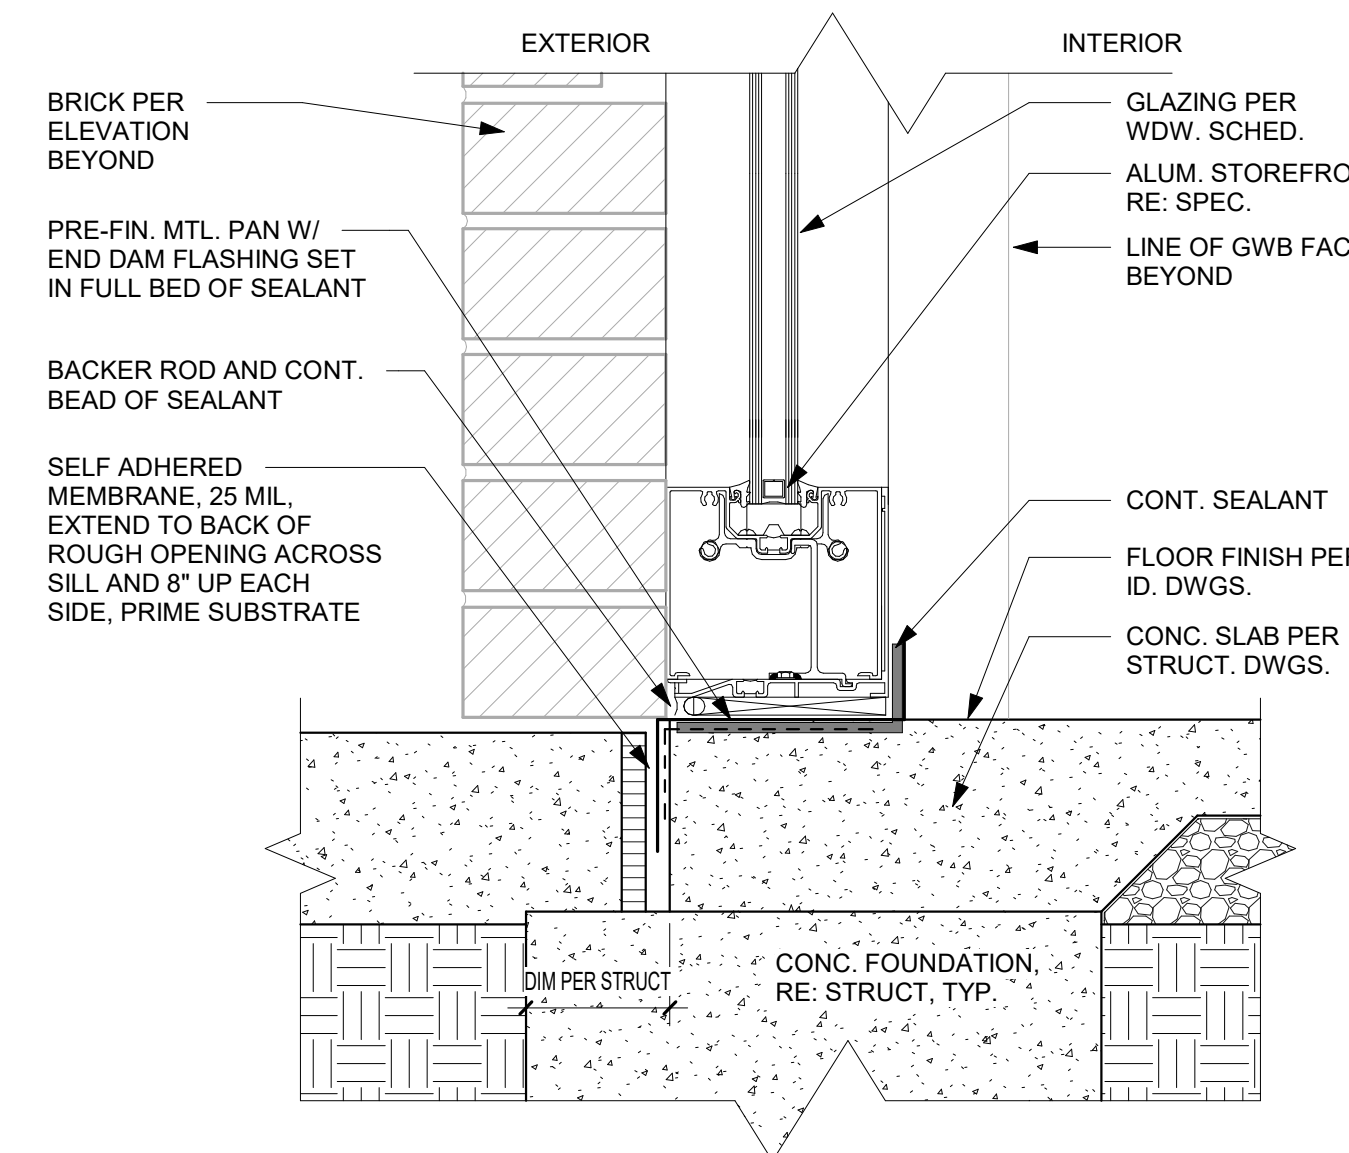 EXTERIOR
INTERIOR
BRICK PER
ELEVATION
BEYOND
PRE-FIN. MTL. PAN W/
END DAM FLASHING SET
IN FULL BED OF SEALANT
BACKER ROD AND CONT.
BEAD OF SEALANT
SELF ADHERED
MEMBRANE, 25 MIL,
EXTEND TO BACK OF
ROUGH OPENING ACROSS
SILL AND 8" UP EACH
SIDE, PRIME SUBSTRATE
GLAZING PER
WDW. SCHED.
ALUM. STOREFRO
RE: SPEC.
LINE OF GWB FAC
BEYOND
CONT. SEALANT
FLOOR FINISH PER
ID. DWGS.
CONC. SLAB PER
STRUCT. DWGS.
DIM PER STRUCT
CONC. FOUNDATION,
RE: STRUCT, TYP.